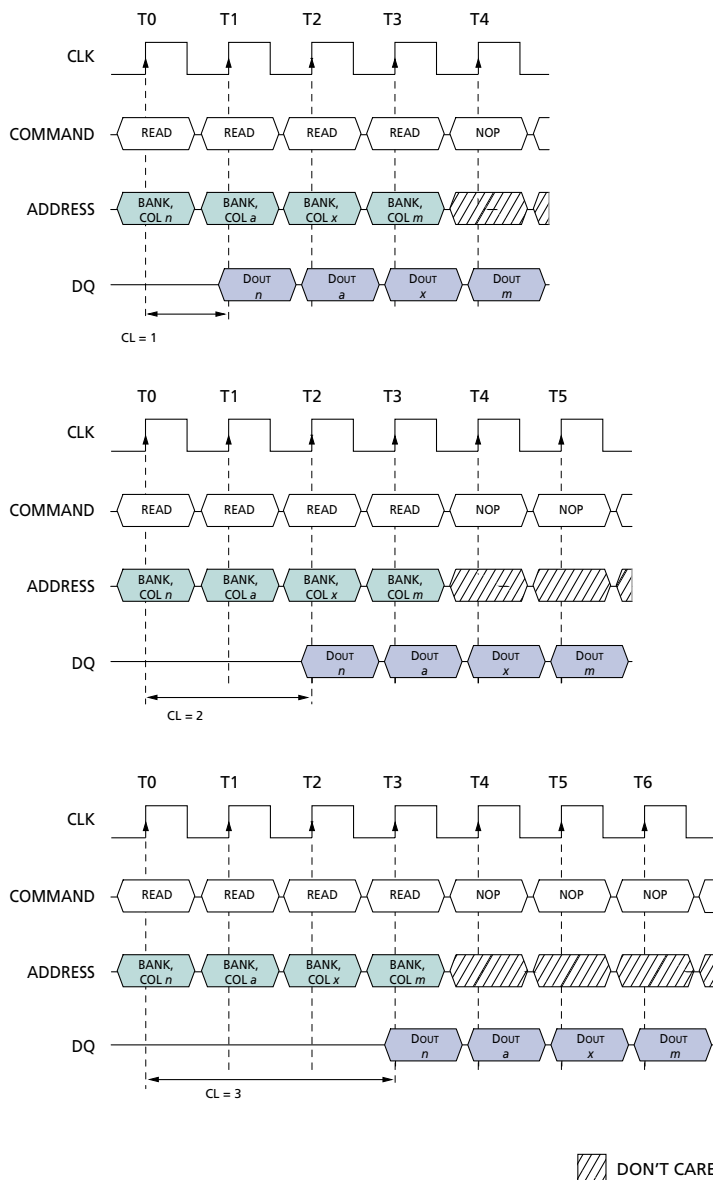 T0 T1 T2 T3 T4
CLK
COMMAND READ READ READ READ NOP
ADDRESS BANK, COL n BANK, COL a BANK, COL x BANK, COL m
DQ DOUT n DOUT a DOUT x DOUT m
CL = 1
T0 T1 T2 T3 T4 T5
CLK
COMMAND READ READ READ READ NOP NOP
ADDRESS BANK, COL n BANK, COL a BANK, COL x BANK, COL m
DQ DOUT n DOUT a DOUT x DOUT m
CL = 2
T0 T1 T2 T3 T4 T5 T6
CLK
COMMAND READ READ READ READ NOP NOP NOP
ADDRESS BANK, COL n BANK, COL a BANK, COL x BANK, COL m
DQ DOUT n DOUT a DOUT x DOUT m
CL = 3
DON'T CARE